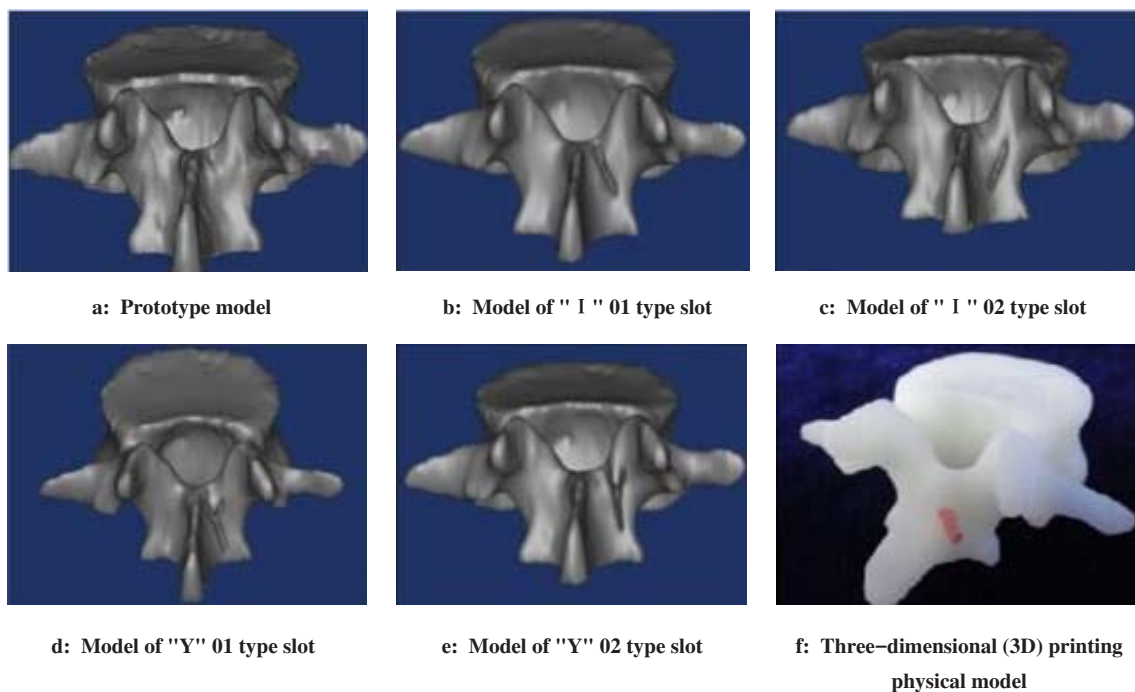 a: Prototype model
b: Model of " Ⅰ " 01 type slot
c: Model of " Ⅰ " 02 type slot
d: Model of "Y" 01 type slot
e: Model of "Y" 02 type slot
f: Three−dimensional (3D) printing
physical model